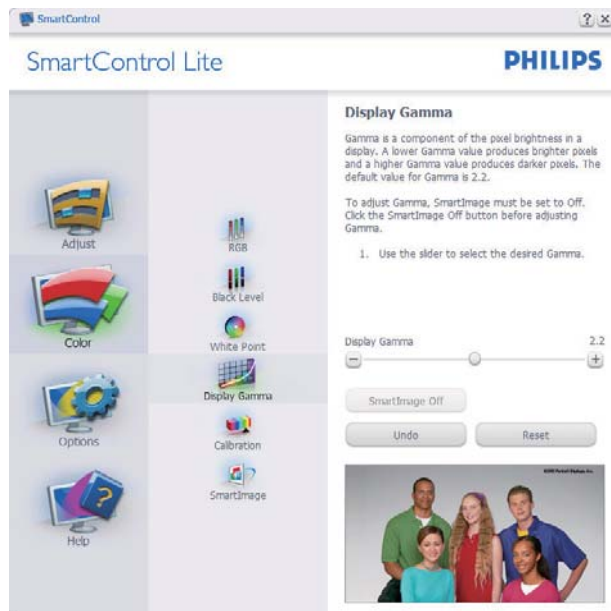 SmartControl
SmartControl Lite
PHILIPS
Adjust
Color
Options
Help
RGB
Black Level
White Point
Display Gamma
Calibration
SmartImage
Display Gamma
Gamma is a component of the pixel brightness in a
display. A lower Gamma value produces brighter pixels
and a higher Gamma value produces darker pixels. The
default value for Gamma is 2.2.
To adjust Gamma, SmartImage must be set to Off.
Click the SmartImage Off button before adjusting
Gamma.
1. Use the slider to select the desired Gamma.
Display Gamma 2.2
SmartImage Off
Undo Reset